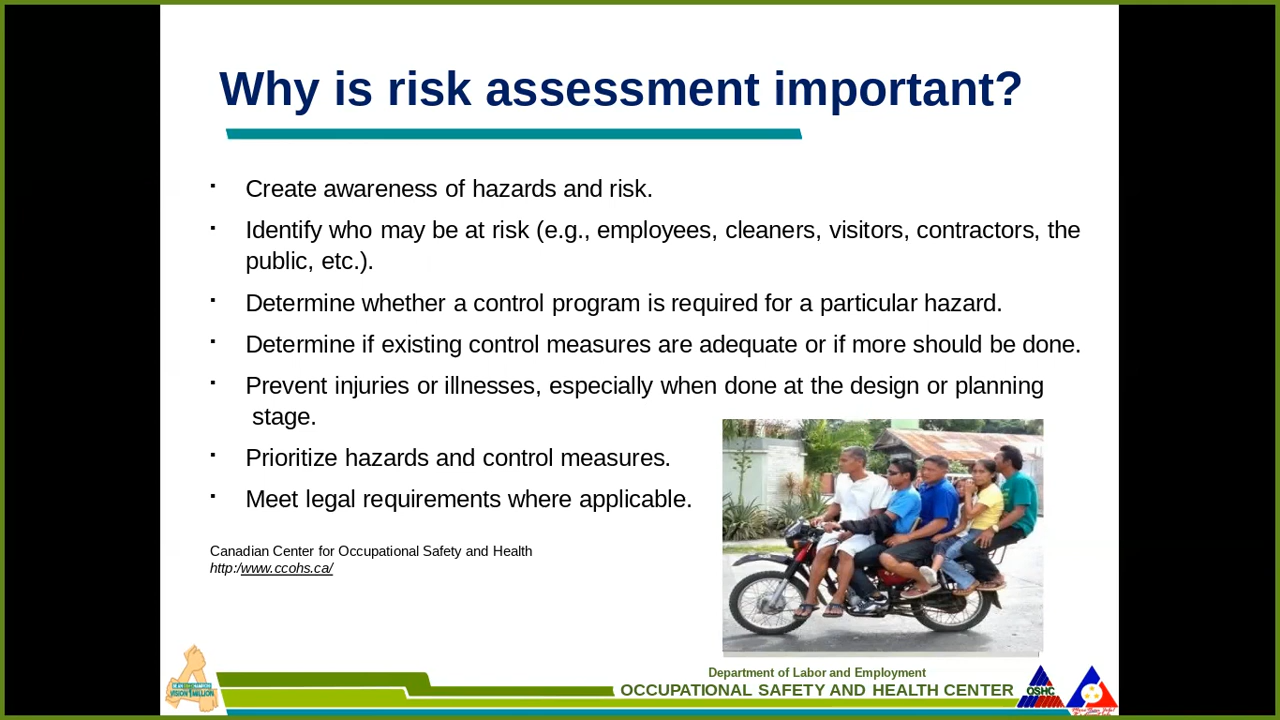 Why is risk assessment important?
Create awareness of hazards and risk.
Identify who may be at risk (e.g., employees, cleaners, visitors, contractors, the
public, etc.).
Determine whether a control program is required for a particular hazard.
Determine if existing control measures are adequate or if more should be done.
Prevent injuries or illnesses, especially when done at the design or planning
stage.
Prioritize hazards and control measures.
Meet legal requirements where applicable.
Canadian Center for Occupational Safety and Health
http:/www.ccohs.ca/
VISION 1 MILLION
Department of Labor and Employment
OCCUPATIONAL SAFETY AND HEALTH CENTER
OSHC